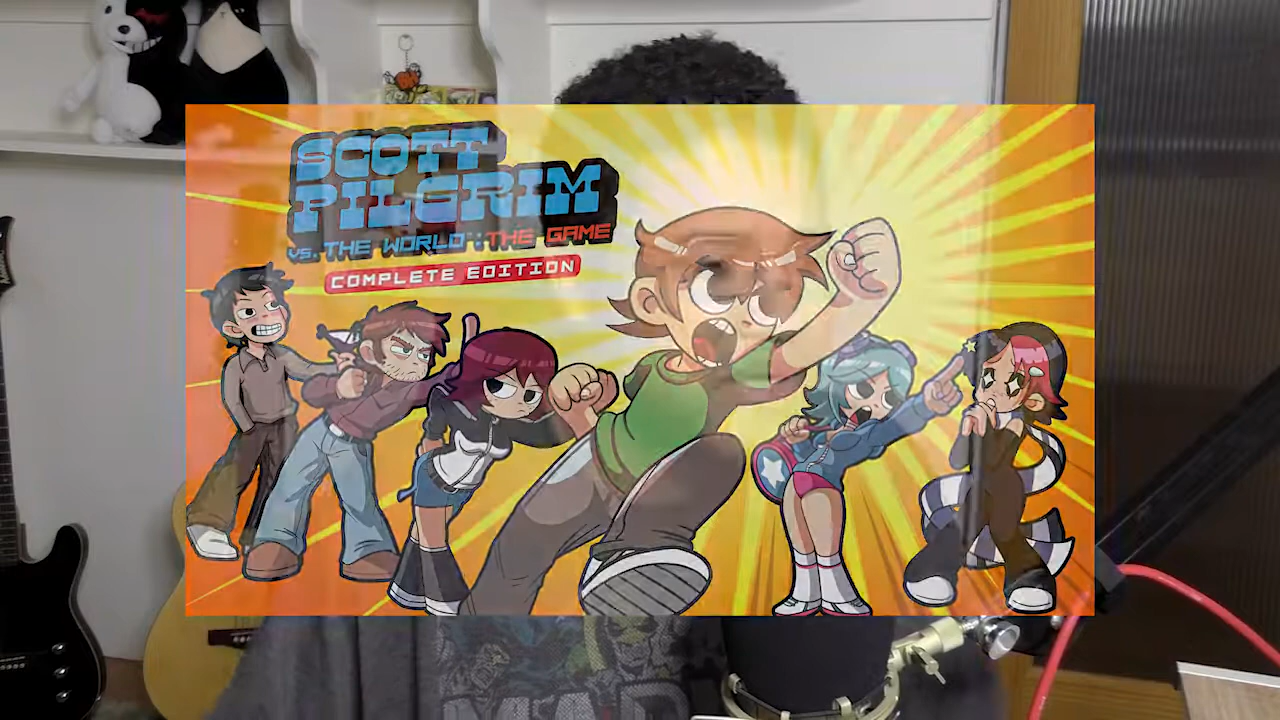 SCOTT
PILGRIM
VS. THE WORLD: THE GAME
COMPLETE EDITION